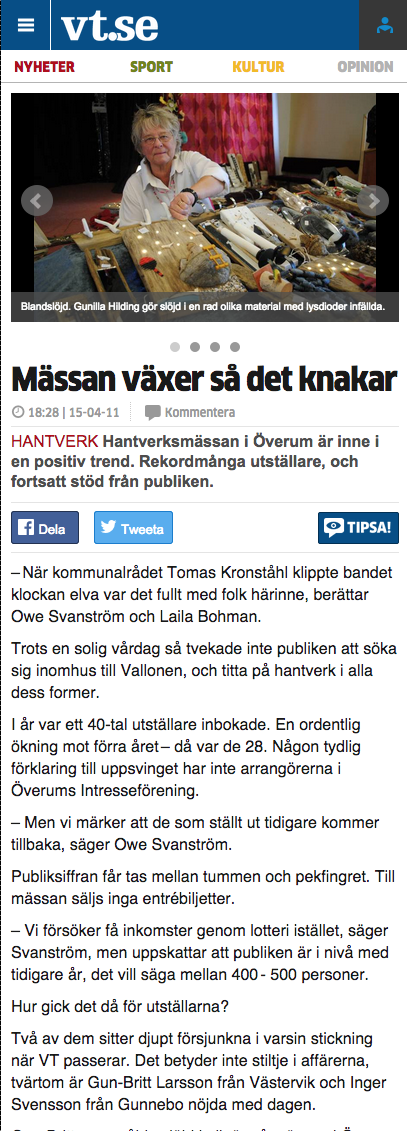 vt.se
NYHETER SPORT KULTUR OPINION
Blandslöjd. Gunilla Hilding gör slöjd i en rad olika material med lysdioder infällda.
Mässan växer så det knakar
18:28 | 15-04-11 Kommentera
HANTVERK Hantverksmässan i Överum är inne i
en positiv trend. Rekordmånga utställare, och
fortsatt stöd från publiken.
Dela Tweeta TIPSA!
– När kommunalrådet Tomas Kronståhl klippte bandet
klockan elva var det fullt med folk härinne, berättar
Owe Svanström och Laila Bohman.
Trots en solig vårdag så tvekade inte publiken att söka
sig inomhus till Vallonen, och titta på hantverk i alla
dess former.
I år var ett 40-tal utställare inbokade. En ordentlig
ökning mot förra året – då var de 28. Någon tydlig
förklaring till uppsvinget har inte arrangörerna i
Överums Intresseförening.
– Men vi märker att de som ställt ut tidigare kommer
tillbaka, säger Owe Svanström.
Publiksiffran får tas mellan tummen och pekfingret. Till
mässan säljs inga entrébiljetter.
– Vi försöker få inkomster genom lotteri istället, säger
Svanström, men uppskattar att publiken är i nivå med
tidigare år, det vill säga mellan 400 - 500 personer.
Hur gick det då för utställarna?
Två av dem sitter djupt försjunkna i varsin stickning
när VT passerar. Det betyder inte stiltje i affärerna,
tvärtom är Gun-Britt Larsson från Västervik och Inger
Svensson från Gunnebo nöjda med dagen.